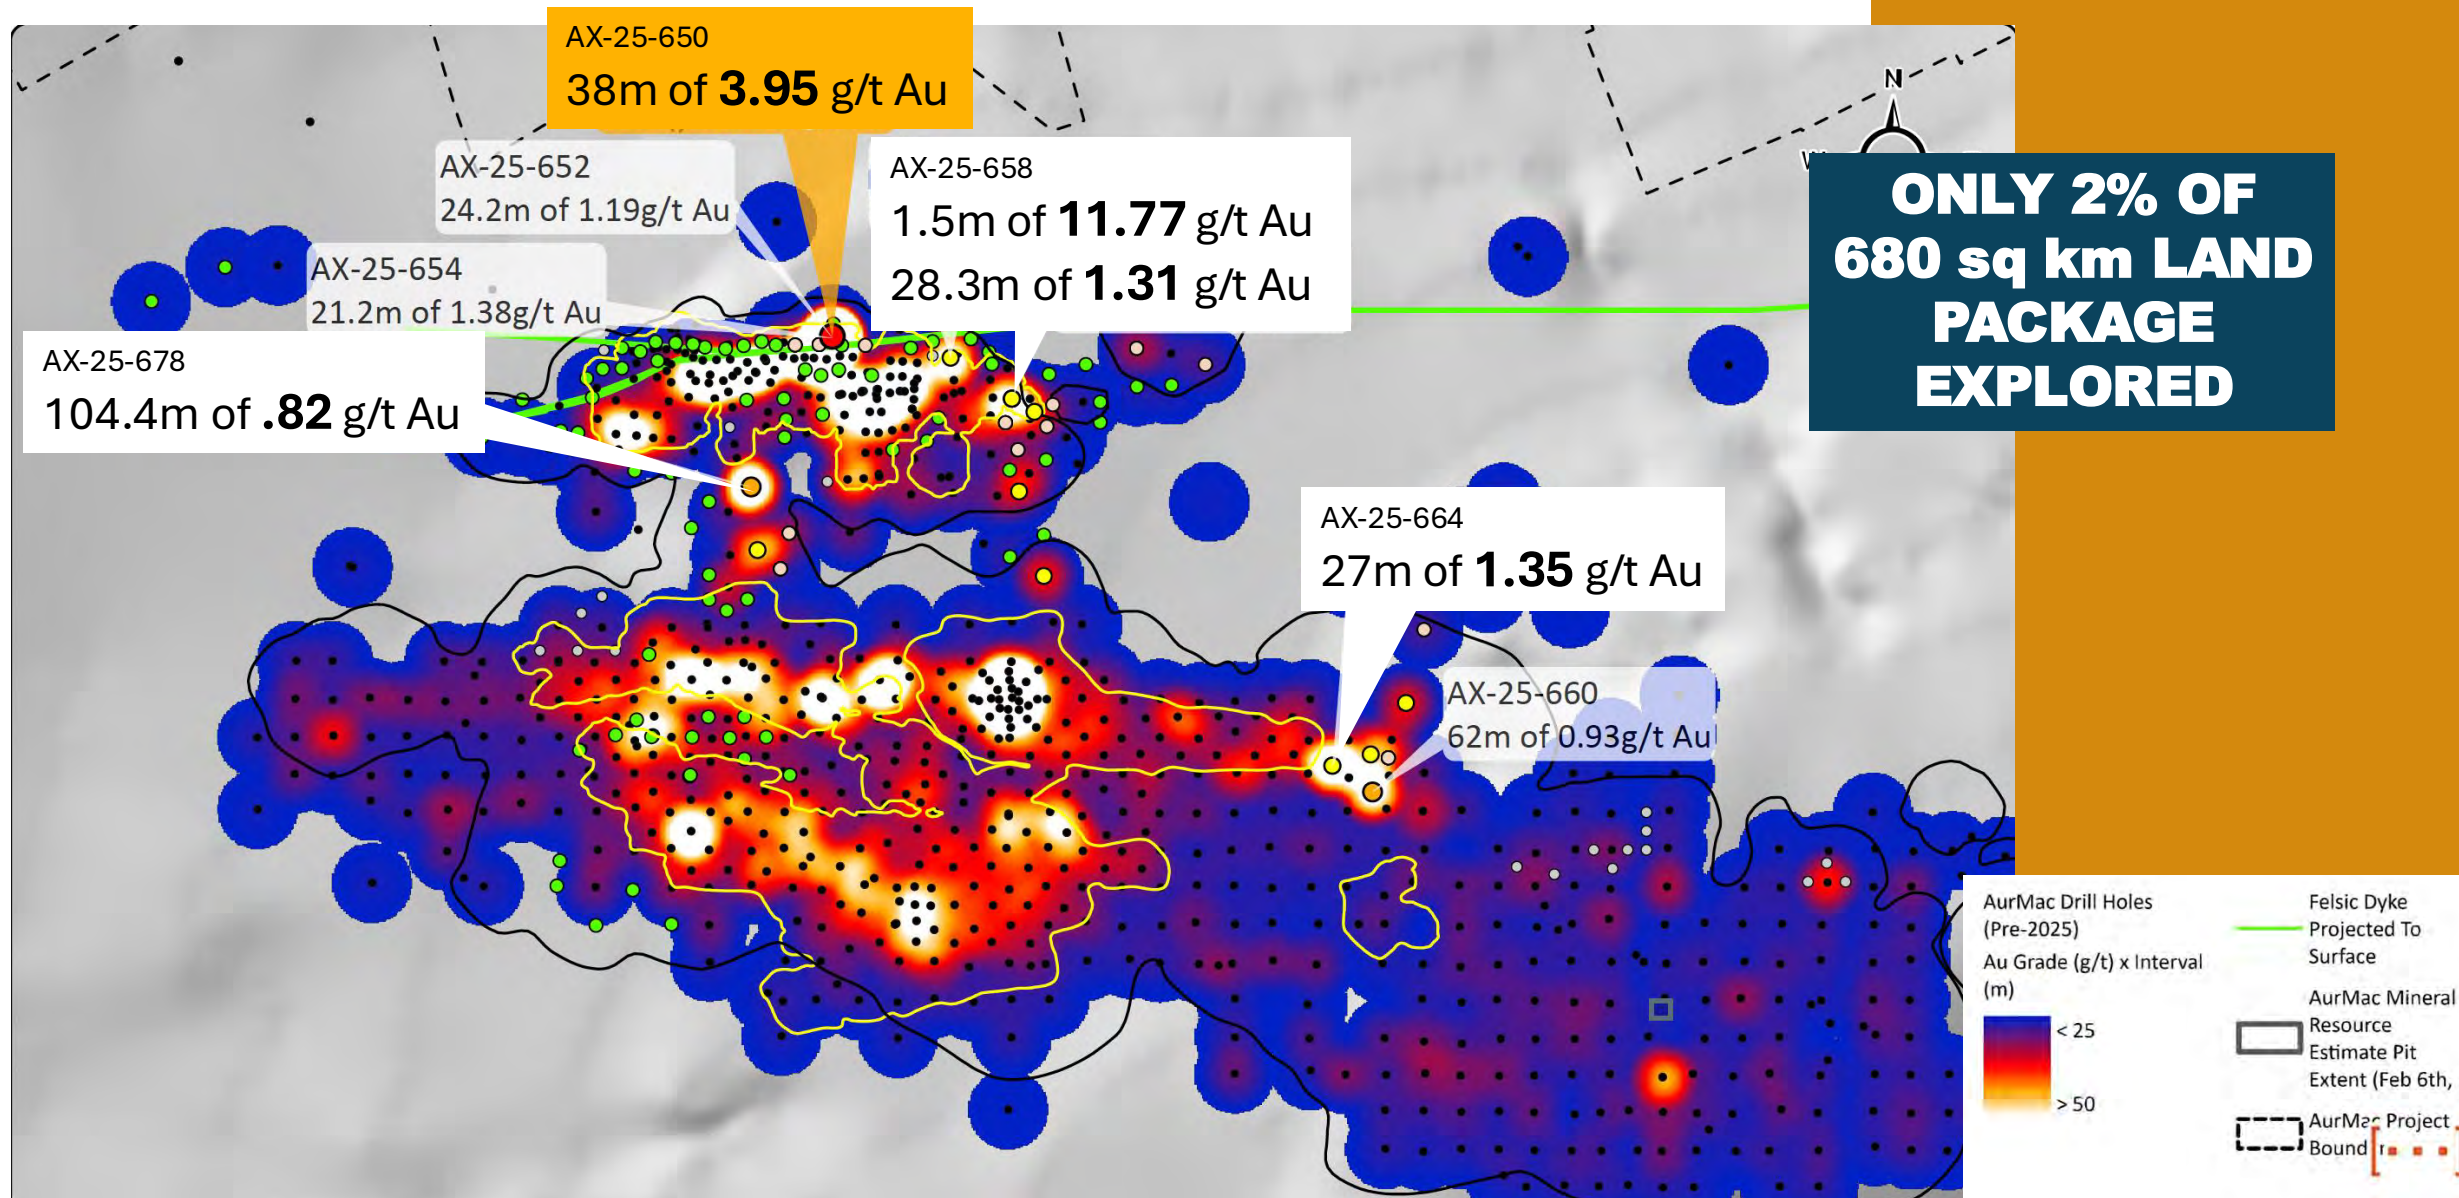 AX-25-650
38m of 3.95 g/t Au
AX-25-652
24.2m of 1.19g/t Au
AX-25-658
1.5m of 11.77 g/t Au
28.3m of 1.31 g/t Au
AX-25-654
21.2m of 1.38g/t Au
AX-25-678
104.4m of .82 g/t Au
N
W
ONLY 2% OF
680 sq km LAND
PACKAGE
EXPLORED
AX-25-664
27m of 1.35 g/t Au
AX-25-660
62m of 0.93g/t Au
AurMac Drill Holes
(Pre-2025)
Au Grade (g/t) x Interval
(m)
< 25
> 50
Felsic Dyke
Projected To
Surface
AurMac Mineral
Resource
Estimate Pit
Extent (Feb 6th,
AurMac Project
Bound